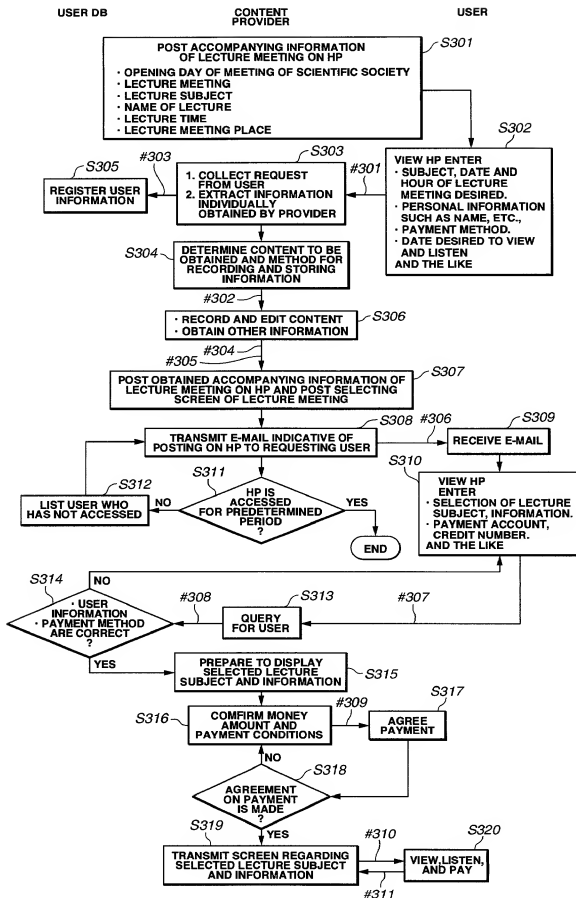 USER DB
CONTENT
PROVIDER
USER
S301
POST ACCOMPANYING INFORMATION
OF LECTURE MEETING ON HP
· OPENING DAY OF MEETING OF SCIENTIFIC SOCIETY
· LECTURE MEETING
· LECTURE SUBJECT
· NAME OF LECTURE
· LECTURE TIME
· LECTURE MEETING PLACE
S302
VIEW HP ENTER
· SUBJECT, DATE AND
HOUR OF LECTURE
MEETING DESIRED.
· PERSONAL INFORMATION
SUCH AS NAME, ETC.,
· PAYMENT METHOD.
· DATE DESIRED TO VIEW
AND LISTEN
AND THE LIKE
#301
S303
1. COLLECT REQUEST
FROM USER
2. EXTRACT INFORMATION
INDIVIDUALLY
OBTAINED BY PROVIDER
#303
S305
REGISTER USER
INFORMATION
S304
DETERMINE CONTENT TO BE
OBTAINED AND METHOD FOR
RECORDING AND STORING
INFORMATION
#302
S306
· RECORD AND EDIT CONTENT
· OBTAIN OTHER INFORMATION
#304
#305
S307
POST OBTAINED ACCOMPANYING INFORMATION OF
LECTURE MEETING ON HP AND POST SELECTING
SCREEN OF LECTURE MEETING
S308
TRANSMIT E-MAIL INDICATIVE OF
POSTING ON HP TO REQUESTING USER
#306
S309
RECEIVE E-MAIL
S310
VIEW HP
ENTER
· SELECTION OF LECTURE
SUBJECT, INFORMATION.
· PAYMENT ACCOUNT,
CREDIT NUMBER.
AND THE LIKE
S311
HP IS
ACCESSED
FOR PREDETERMINED
PERIOD
?
NO
YES
S312
LIST USER WHO
HAS NOT ACCESSED
END
#307
S313
QUERY
FOR USER
#308
S314
NO
· USER
INFORMATION
· PAYMENT METHOD
ARE CORRECT
?
YES
S315
PREPARE TO DISPLAY
SELECTED LECTURE
SUBJECT AND INFORMATION
S316
COMFIRM MONEY
AMOUNT AND
PAYMENT CONDITIONS
#309
S317
AGREE
PAYMENT
NO
S318
AGREEMENT
ON PAYMENT
IS MADE
?
YES
S319
TRANSMIT SCREEN REGARDING
SELECTED LECTURE SUBJECT
AND INFORMATION
#310
#311
S320
VIEW,LISTEN,
AND PAY